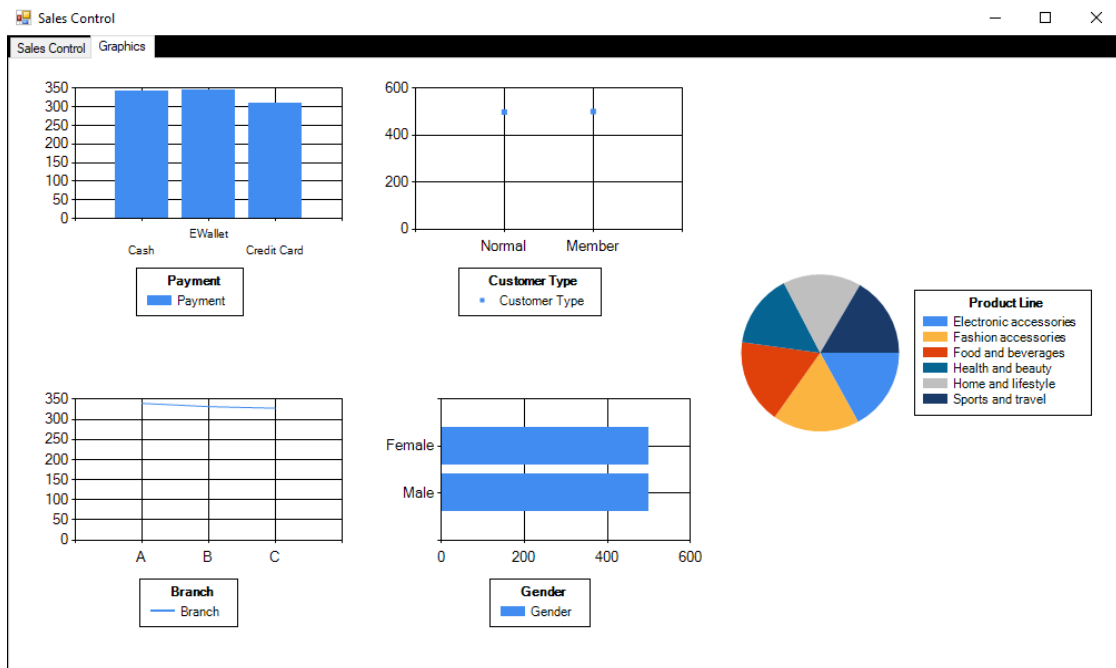 Sales Control
Sales Control Graphics
350
300
250
200
150
100
50
0
EWallet
Cash Credit Card
Payment
Payment
600
400
200
0
Normal Member
Customer Type
Customer Type
Product Line
Electronic accessories
Fashion accessories
Food and beverages
Health and beauty
Home and lifestyle
Sports and travel
350
300
250
200
150
100
50
0
A B C
Branch
Branch
Female
Male
0 200 400 600
Gender
Gender